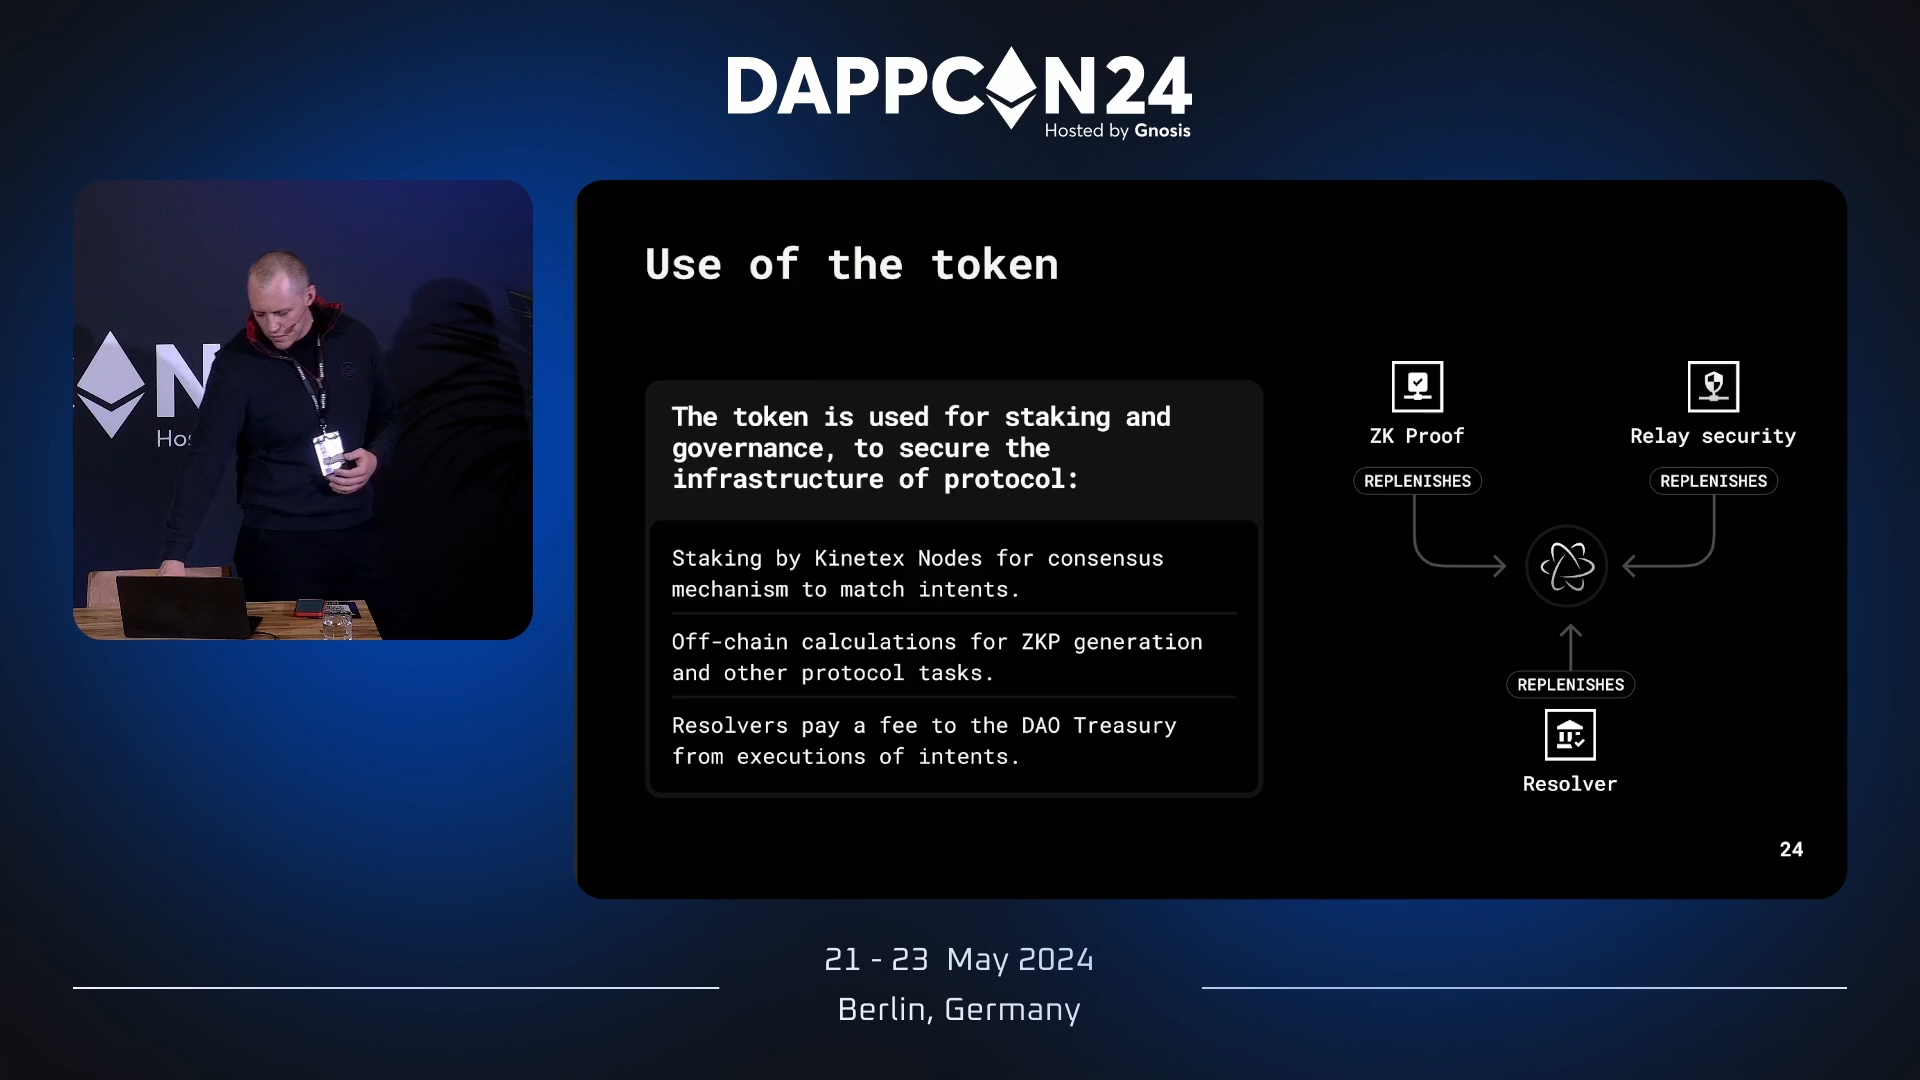 DAPPCON24
Hosted by Gnosis
N
Hos
Use of the token
The token is used for staking and
governance, to secure the
infrastructure of protocol:
Staking by Kinetex Nodes for consensus
mechanism to match intents.
Off-chain calculations for ZKP generation
and other protocol tasks.
Resolvers pay a fee to the DAO Treasury
from executions of intents.
ZK Proof
REPLENISHES
Relay security
REPLENISHES
REPLENISHES
Resolver
24
21 - 23 May 2024
Berlin, Germany